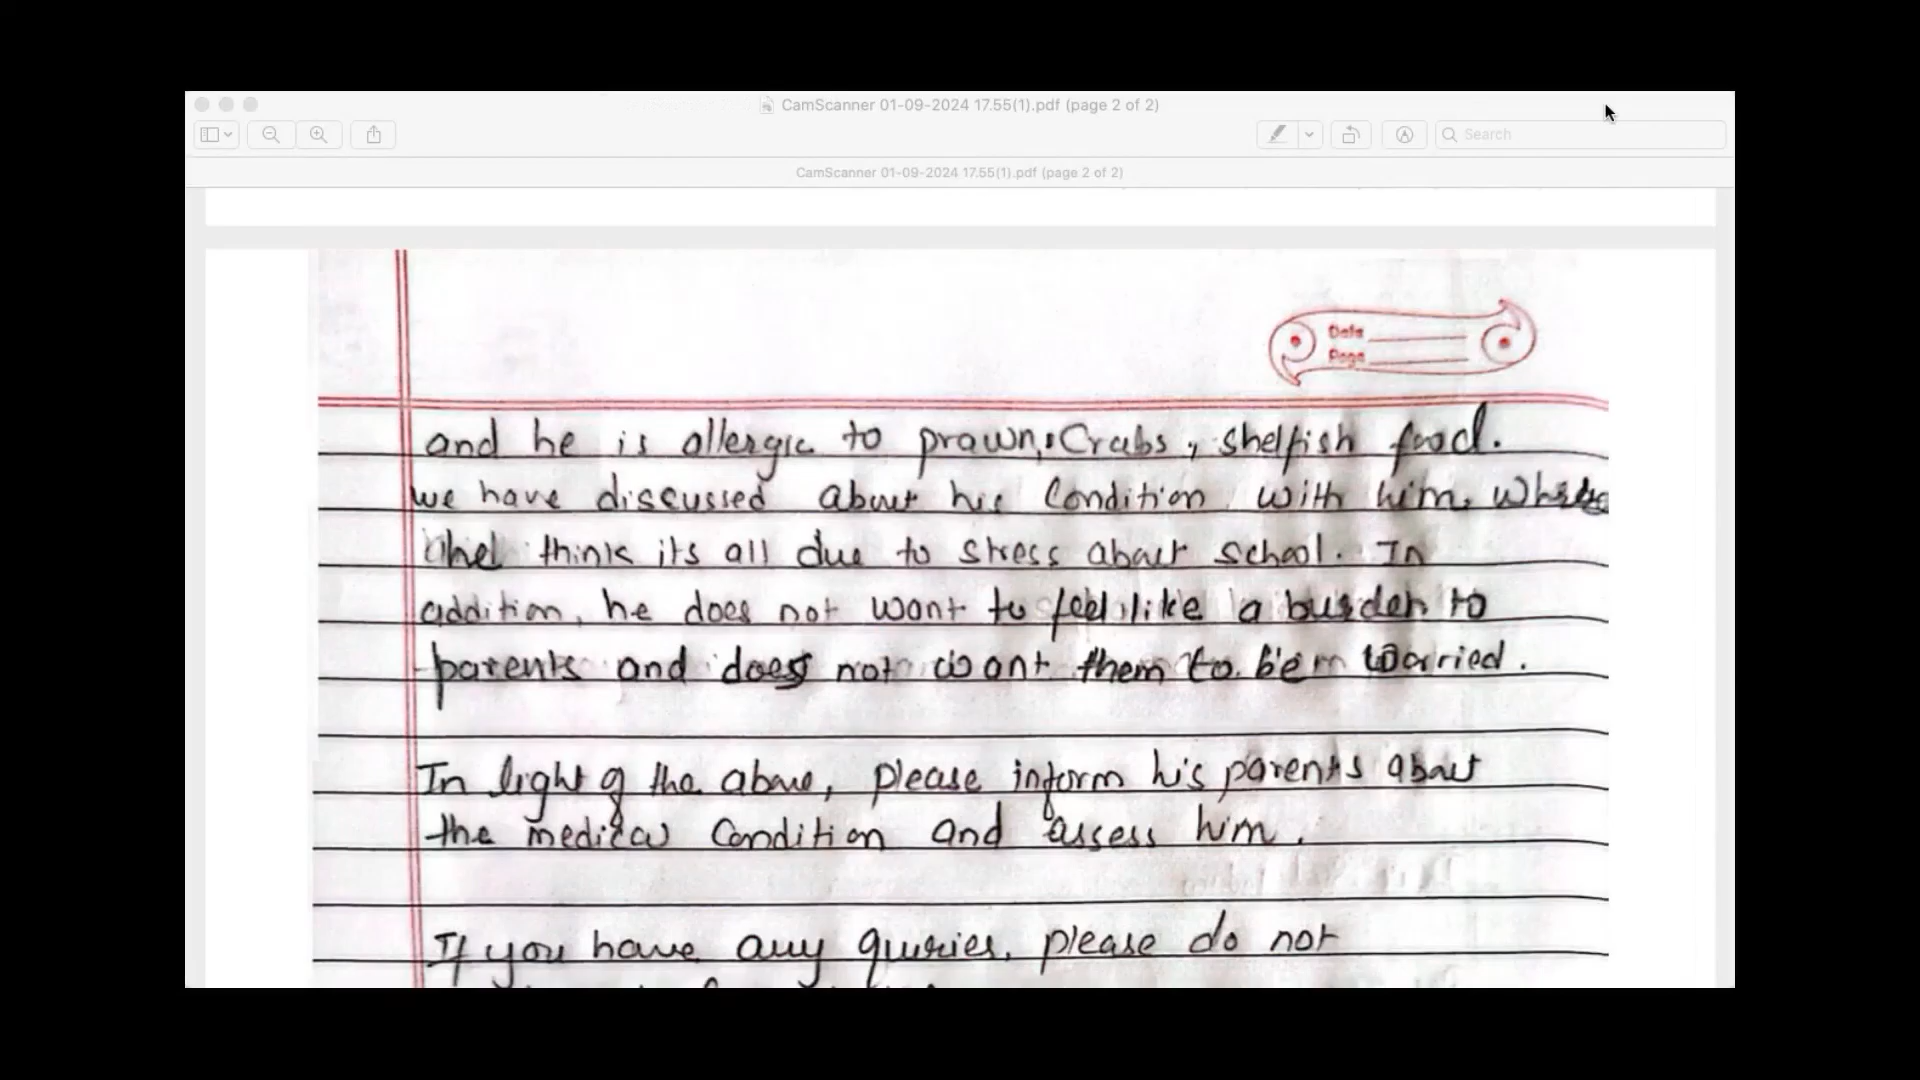 CamScanner 01-09-2024 17.55(1).pdf (page 2 of 2)
Search
CamScanner 01-09-2024 17.55(1).pdf (page 2 of 2)
Date
Page
and he is allergic to prawn, Crabs, shelfish food.
we have discussed about his Condition with him.
think its all due to stress about school. In
addition, he does not want to feel like a burden to
parents and does not want them to be worried.
In light of the above, please inform his parents about
the medical Condition and assess him.
If you have any queries, please do not